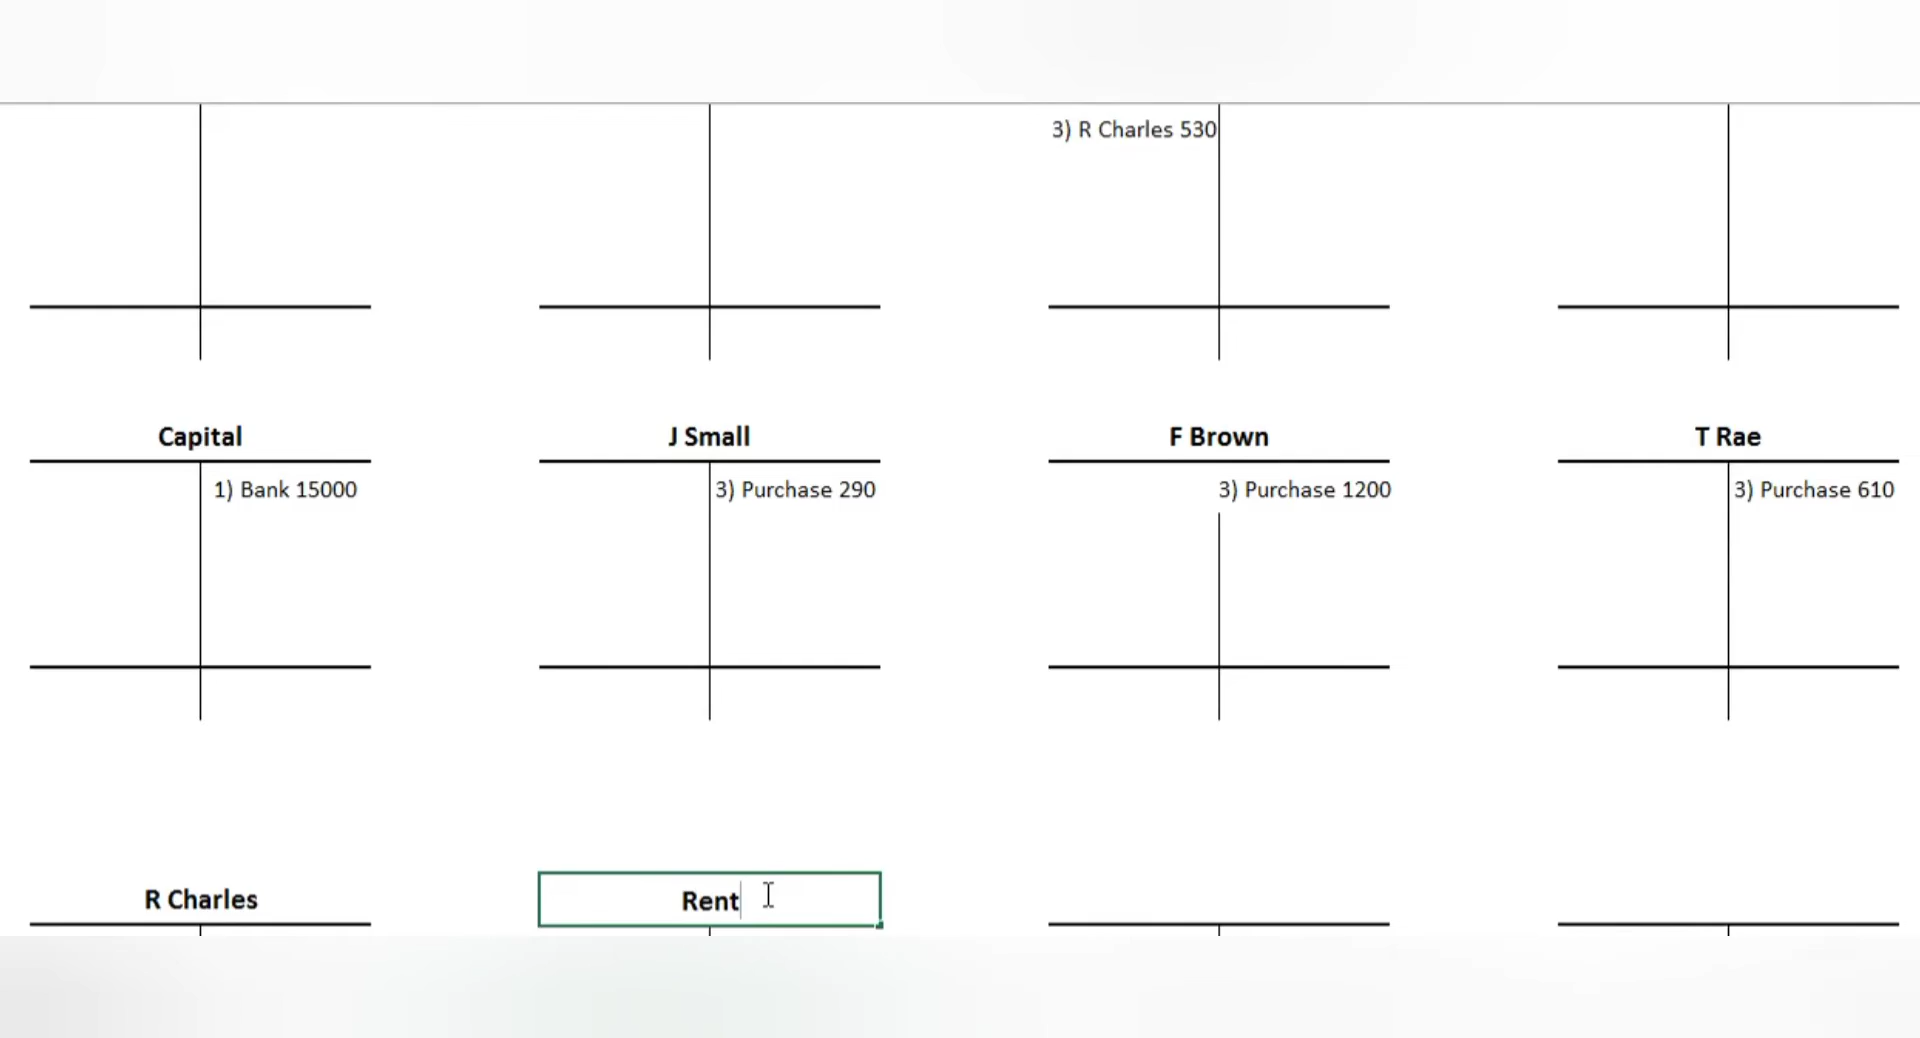 3) R Charles 530
Capital
J Small
F Brown
T Rae
1) Bank 15000
3) Purchase 290
3) Purchase 1200
3) Purchase 610
R Charles
Rent